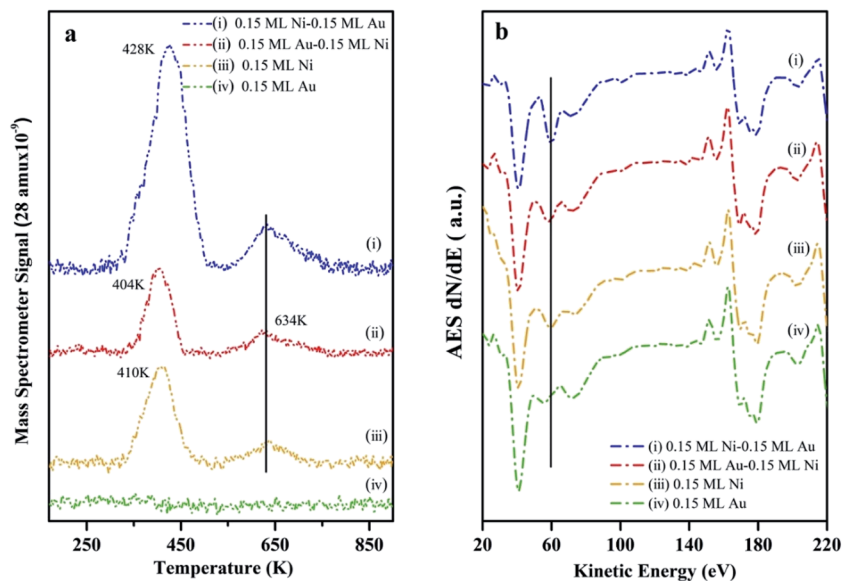 a
(i) 0.15 ML Ni-0.15 ML Au
(ii) 0.15 ML Au-0.15 ML Ni
(iii) 0.15 ML Ni
(iv) 0.15 ML Au
428K
(i)
404K
634K
(ii)
410K
(iii)
(iv)
Mass Spectrometer Signal (28 amux10⁻⁹)
250 450 650 850
Temperature (K)
b
(i)
(ii)
(iii)
(iv)
AES dN/dE ( a.u.)
(i) 0.15 ML Ni-0.15 ML Au
(ii) 0.15 ML Au-0.15 ML Ni
(iii) 0.15 ML Ni
(iv) 0.15 ML Au
20 60 100 140 180 220
Kinetic Energy (eV)